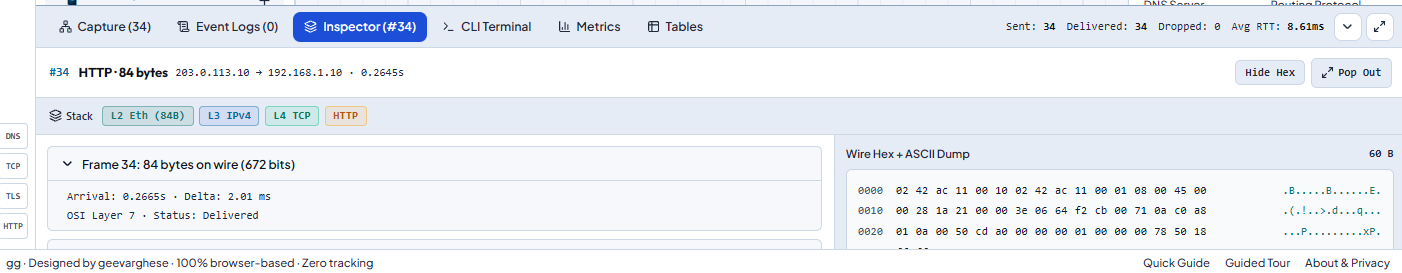 DNS Server Routing Protocol
Capture (34) Event Logs (0) Inspector (#34) CLI Terminal Metrics Tables Sent: 34 Delivered: 34 Dropped: 0 Avg RTT: 8.61ms
#34 HTTP · 84 bytes 203.0.113.10 → 192.168.1.10 · 0.2645s Hide Hex Pop Out
Stack L2 Eth (84B) L3 IPv4 L4 TCP HTTP
DNS
TCP
TLS
HTTP
Frame 34: 84 bytes on wire (672 bits)
Arrival: 0.2665s · Delta: 2.01 ms
OSI Layer 7 · Status: Delivered
Wire Hex + ASCII Dump 60 B
0000 02 42 ac 11 00 10 02 42 ac 11 00 01 08 00 45 00 .B.....B......E.
0010 00 28 1a 21 00 00 3e 06 64 f2 cb 00 71 0a c0 a8 .(.!..>.d...q...
0020 01 0a 00 50 cd a0 00 00 00 01 00 00 00 78 50 18 ...P.........xP.
gg · Designed by geevarghese · 100% browser-based · Zero tracking Quick Guide Guided Tour About & Privacy